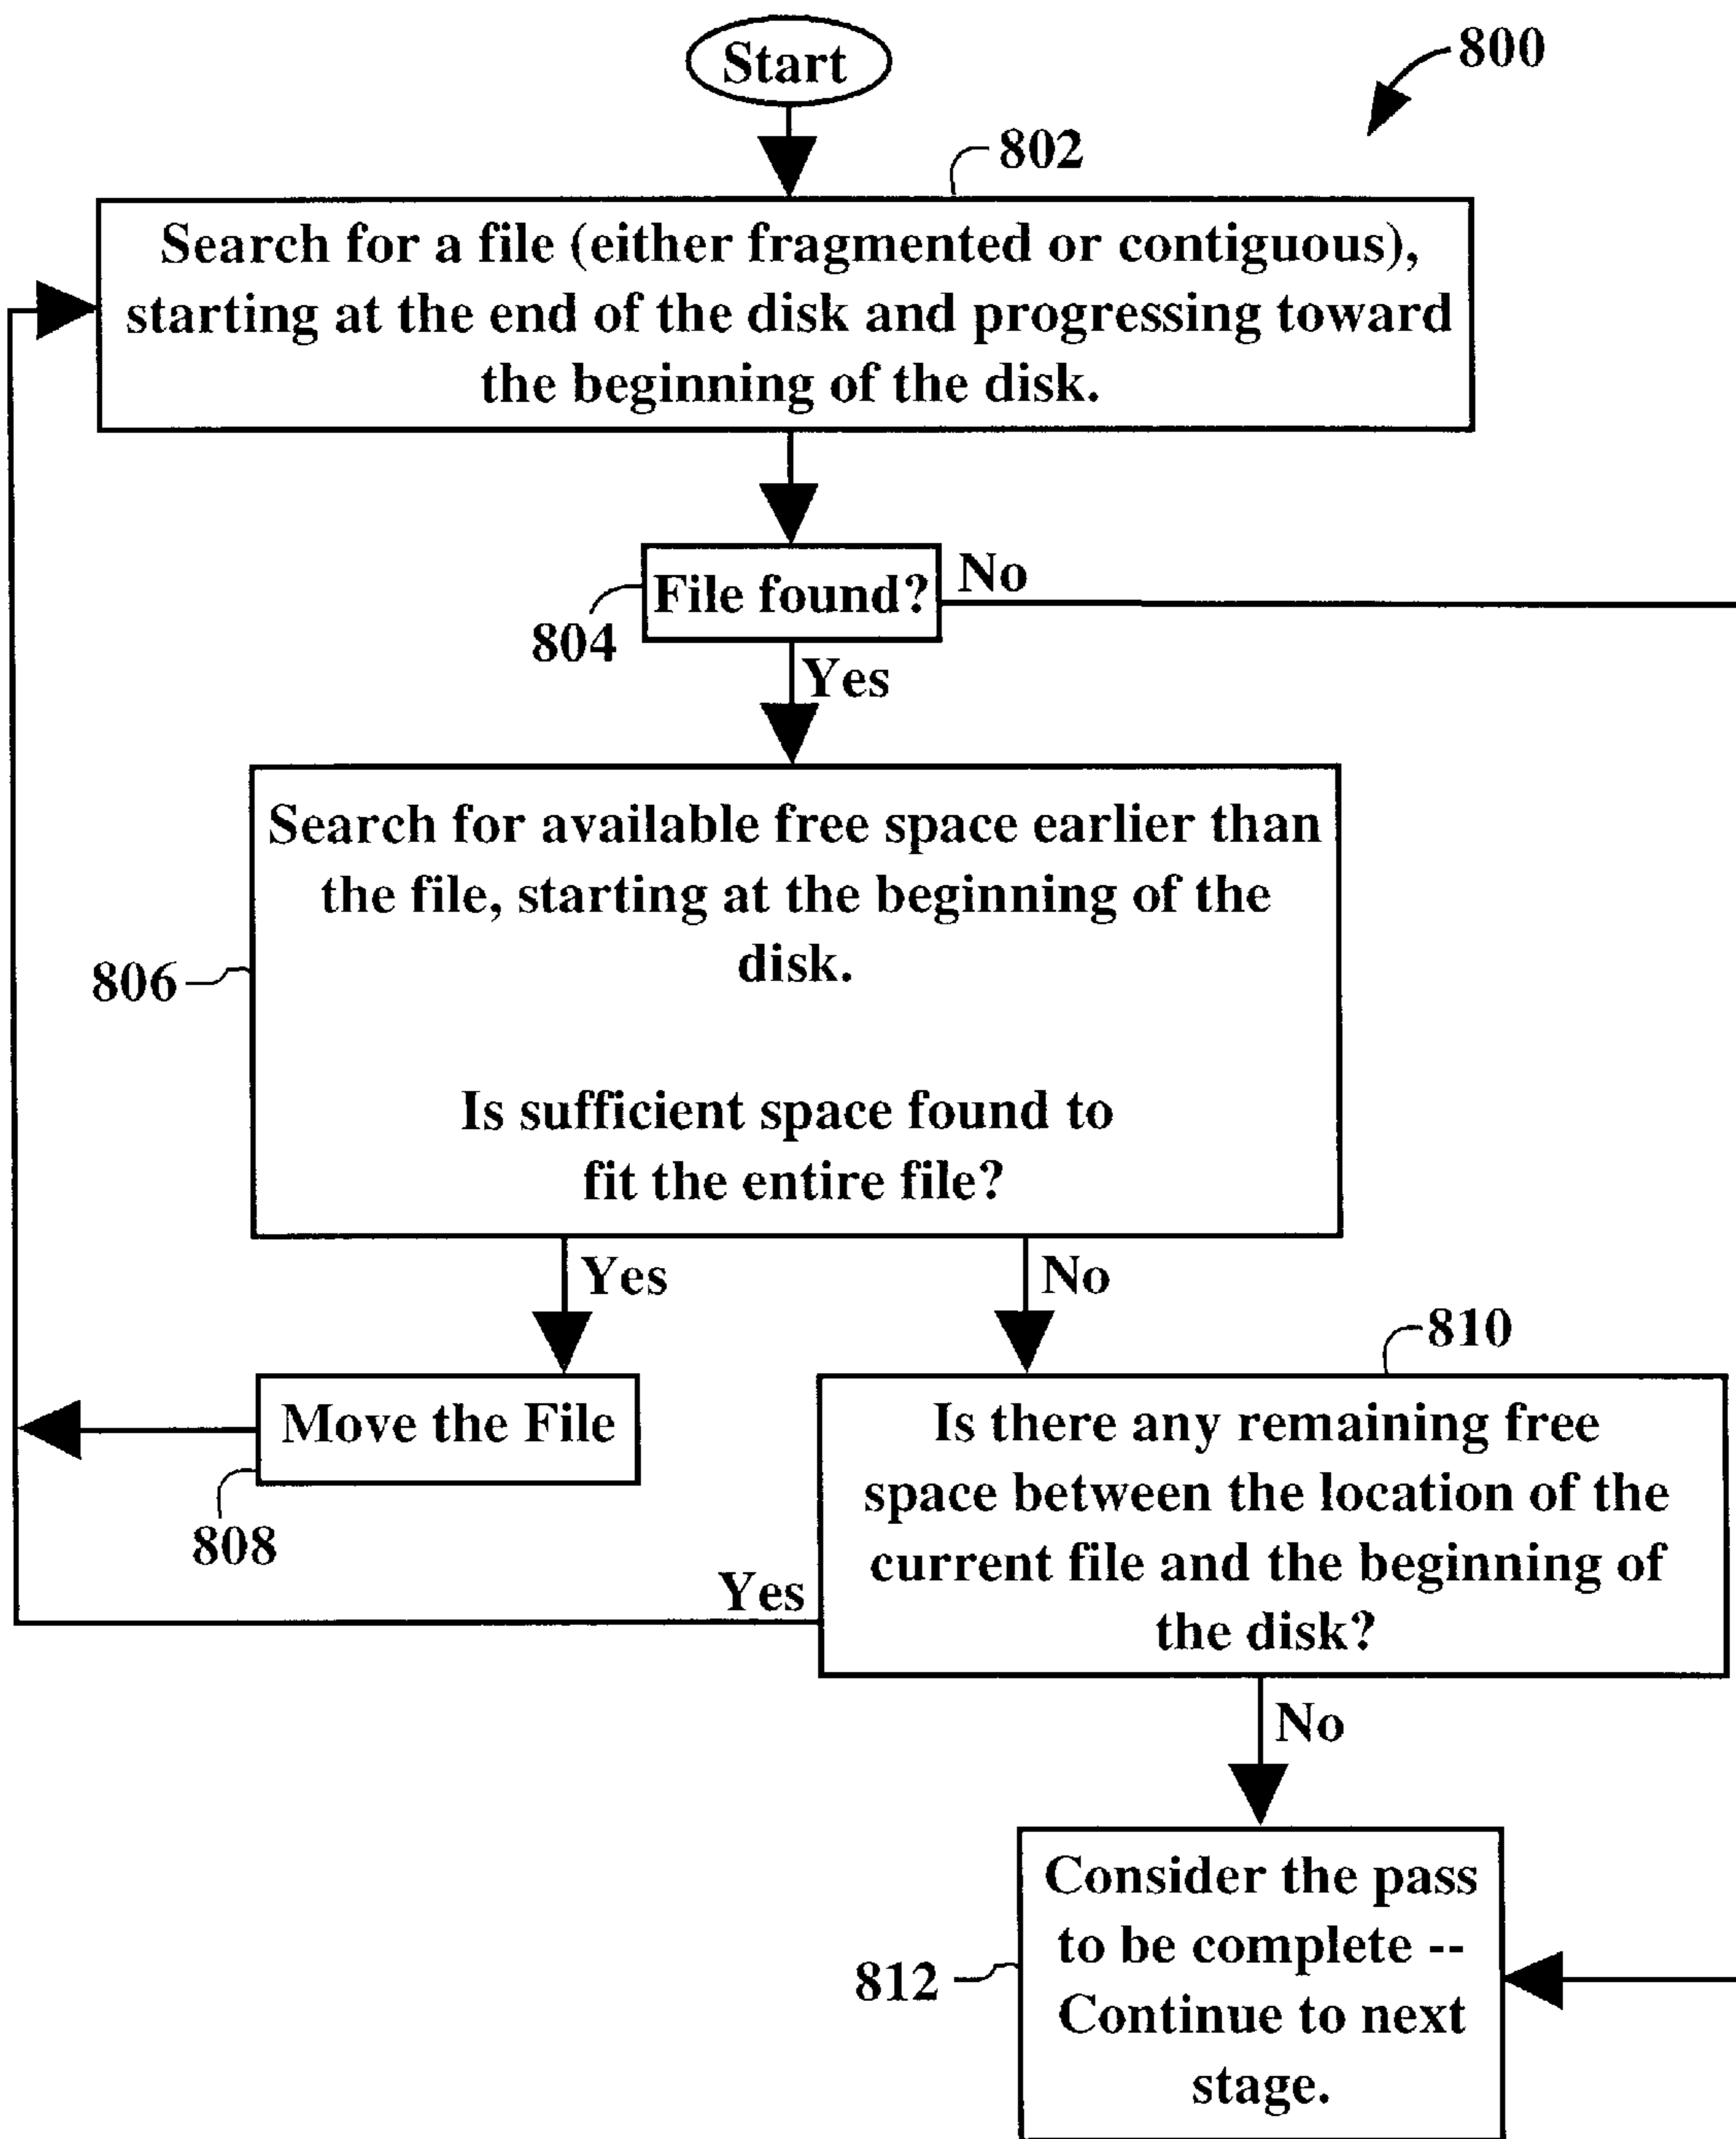 Start
800
802
Search for a file (either fragmented or contiguous),
starting at the end of the disk and progressing toward
the beginning of the disk.
File found?
No
804
Yes
Search for available free space earlier than
the file, starting at the beginning of the
disk.
806
Is sufficient space found to
fit the entire file?
Yes
No
810
Move the File
808
Is there any remaining free
space between the location of the
current file and the beginning of
the disk?
Yes
No
Consider the pass
to be complete --
Continue to next
stage.
812